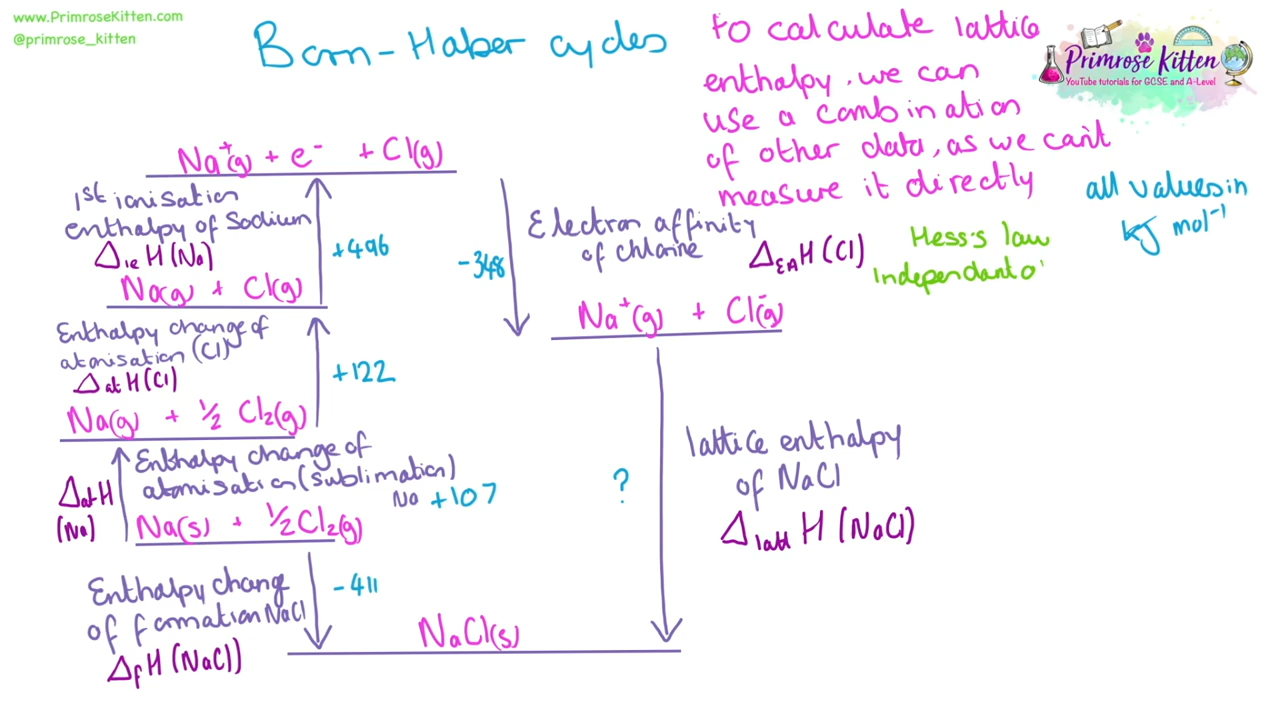 www.PrimroseKitten.com
@primrose_kitten
Born-Haber cycles
to calculate lattice
enthalpy, we can
use a combination
of other data, as we can't
measure it directly
Primrose Kitten
YouTube tutorials for GCSE and A-Level
all values in
kJ mol⁻¹
Hess's law
independant o
Na⁺(g) + e⁻ + Cl(g)
1st ionisation
enthalpy of Sodium
ΔieH(Na)
+496
Na(g) + Cl(g)
-348
Electron affinity
of chlorine
ΔEAH(Cl)
Na⁺(g) + Cl⁻(g)
Enthalpy change of
atomisation (Cl)
ΔatH(Cl)
+122
Na(g) + ½ Cl₂(g)
Enthalpy change of
atomisation (sublimation)
Na +107
ΔatH
(Na)
Na(s) + ½Cl₂(g)
?
lattice enthalpy
of NaCl
ΔlattH (NaCl)
Enthalpy change
of formation NaCl
ΔfH (NaCl)
-411
NaCl(s)